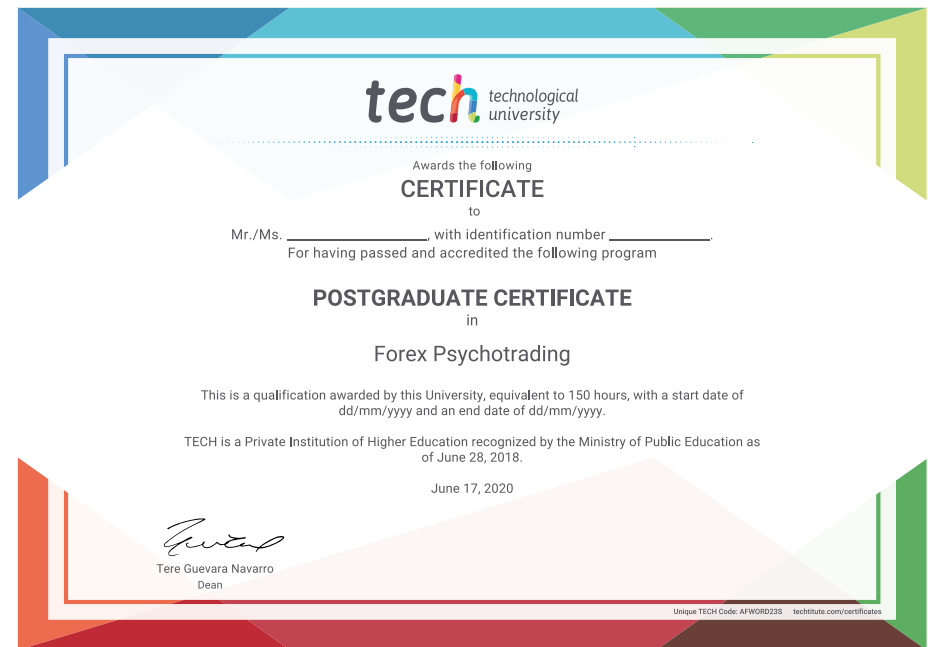 tech technological
university
Awards the following
CERTIFICATE
to
Mr./Ms. ____________, with identification number ____________.
For having passed and accredited the following program
POSTGRADUATE CERTIFICATE
in
Forex Psychotrading
This is a qualification awarded by this University, equivalent to 150 hours, with a start date of
dd/mm/yyyy and an end date of dd/mm/yyyy.
TECH is a Private Institution of Higher Education recognized by the Ministry of Public Education as
of June 28, 2018.
June 17, 2020
Tere Guevara Navarro
Dean
Unique TECH Code: AFWORD23S techtitute.com/certificates